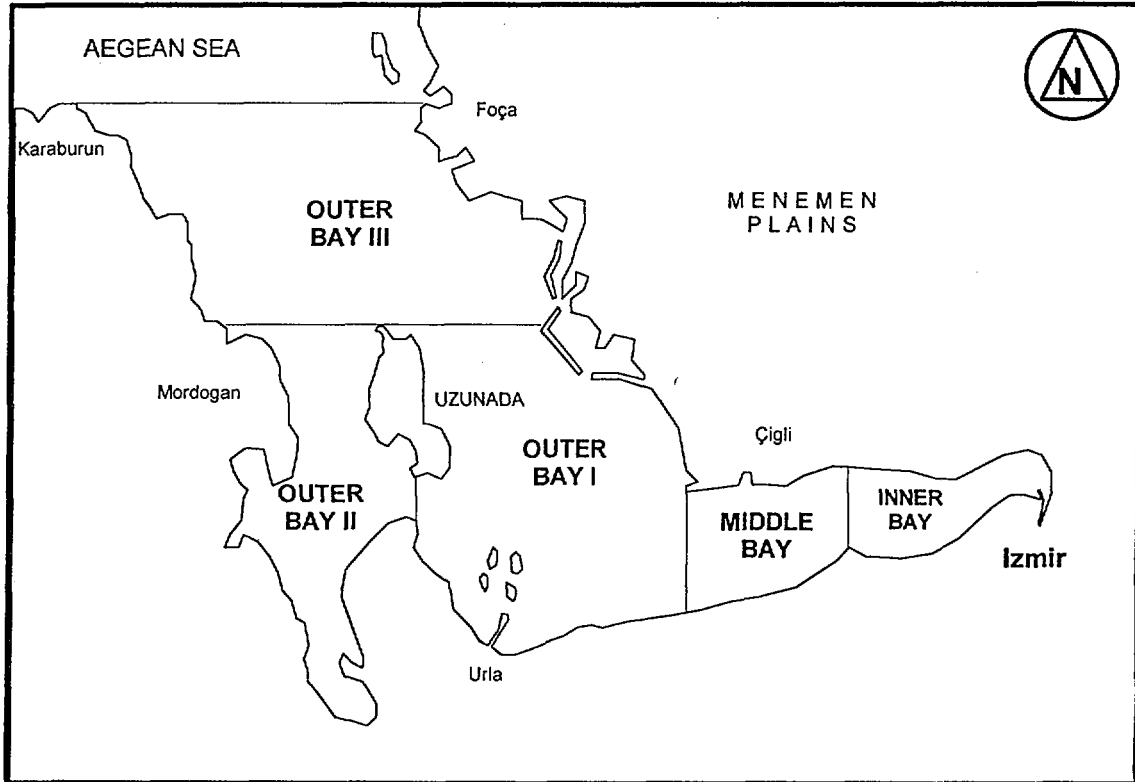 AEGEAN SEA
N
Foça
Karaburun
MENEMEN
PLAINS
OUTER
BAY III
Mordogan
UZUNADA
Çigli
OUTER
BAY I
OUTER
BAY II
MIDDLE
BAY
INNER
BAY
Izmir
Urla